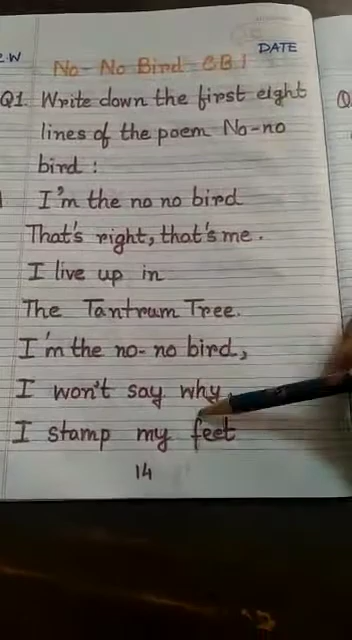 EW
DATE
No-No Bird- CB1
Q1. Write down the first eight
lines of the poem No-no
bird :
I'm the no no bird
That's right, that's me.
I live up in
The Tantrum Tree.
I'm the no-no bird,
I won't say why
I stamp my feet
14
Q